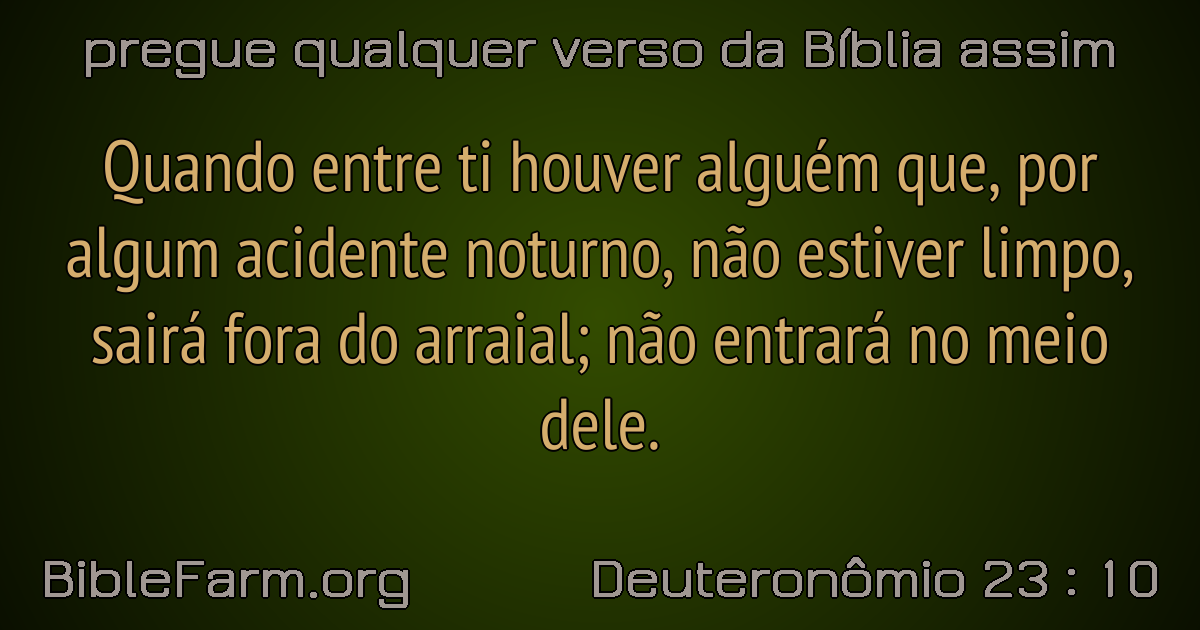 pregue qualquer verso da Bíblia assim
Quando entre ti houver alguém que, por
algum acidente noturno, não estiver limpo,
sairá fora do arraial; não entrará no meio
dele.
BibleFarm.org
Deuteronômio 23 : 10